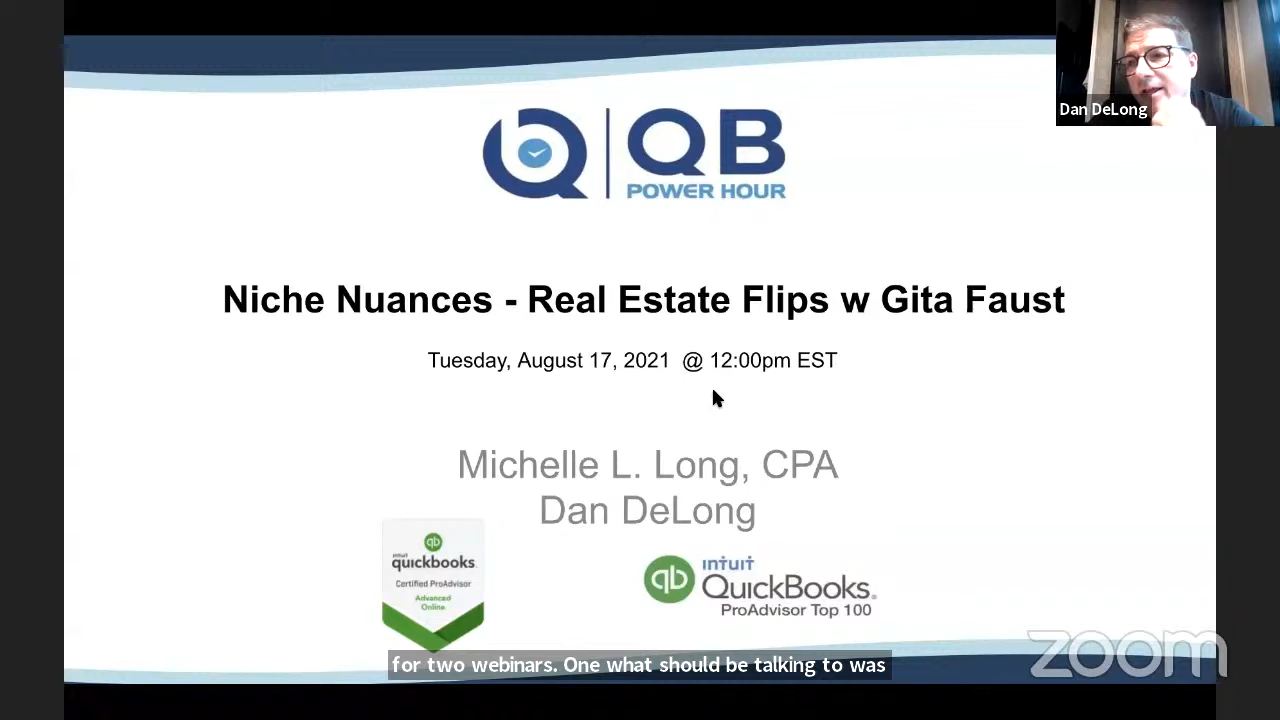 Dan DeLong
QB
POWER HOUR
Niche Nuances - Real Estate Flips w Gita Faust
Tuesday, August 17, 2021 @ 12:00pm EST
Michelle L. Long, CPA
Dan DeLong
qb
intuit
quickbooks.
Certified ProAdvisor
Advanced
Online
qb
intuit
QuickBooks®
ProAdvisor Top 100
zoom
for two webinars. One what should be talking to was